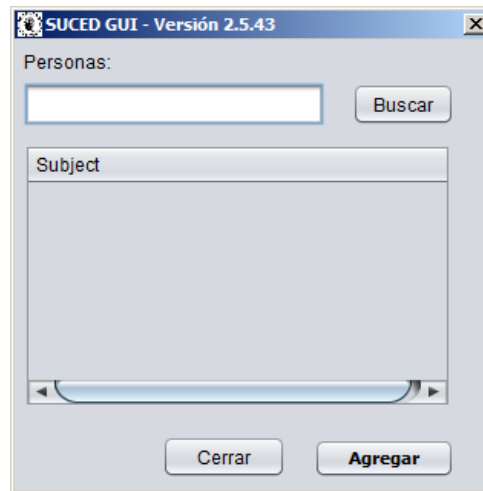 SUCED GUI - Versión 2.5.43
Personas:
Buscar
Subject
Cerrar
Agregar